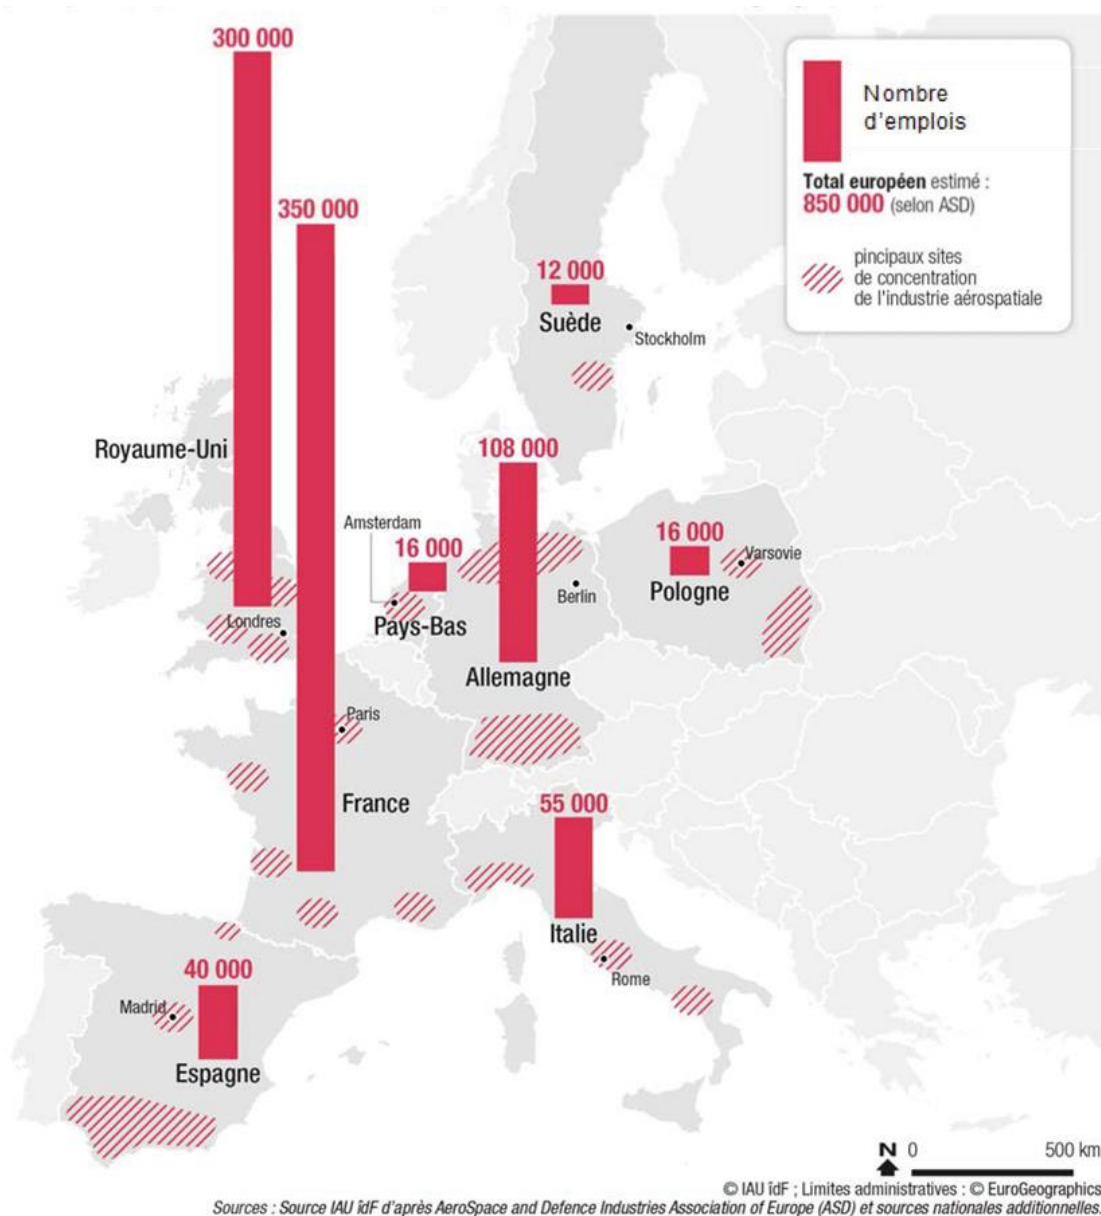 300 000
Nombre
d'emplois
Total européen estimé :
850 000 (selon ASD)
pincipaux sites
de concentration
de l'industrie aérospatiale
350 000
12 000
Suède
Stockholm
Royaume-Uni
108 000
Amsterdam
16 000
16 000
Varsovie
Berlin
Pologne
Londres
Pays-Bas
Allemagne
Paris
France
55 000
Italie
40 000
Rome
Madrid
Espagne
N 0 500 km
© IAU îdF ; Limites administratives : © EuroGeographics
Sources : Source IAU îdF d'après AeroSpace and Defence Industries Association of Europe (ASD) et sources nationales additionnelles.